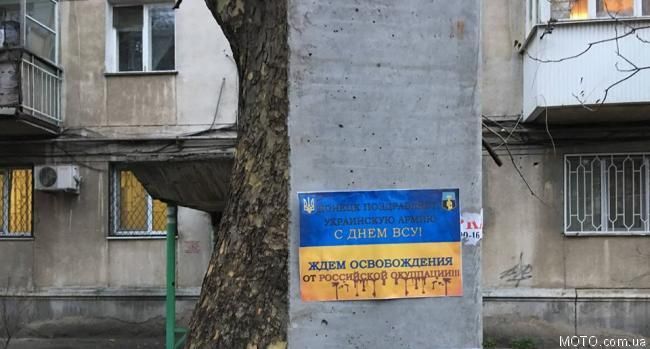 ДОНЕЦК ПОЗДРАВЛЯЕТ
УКРАИНСКУЮ АРМИЮ
С ДНЕМ ВСУ!
ЖДЕМ ОСВОБОЖДЕНИЯ
ОТ РОССИЙСКОЙ ОККУПАЦИИ!!!
MOTO.com.ua